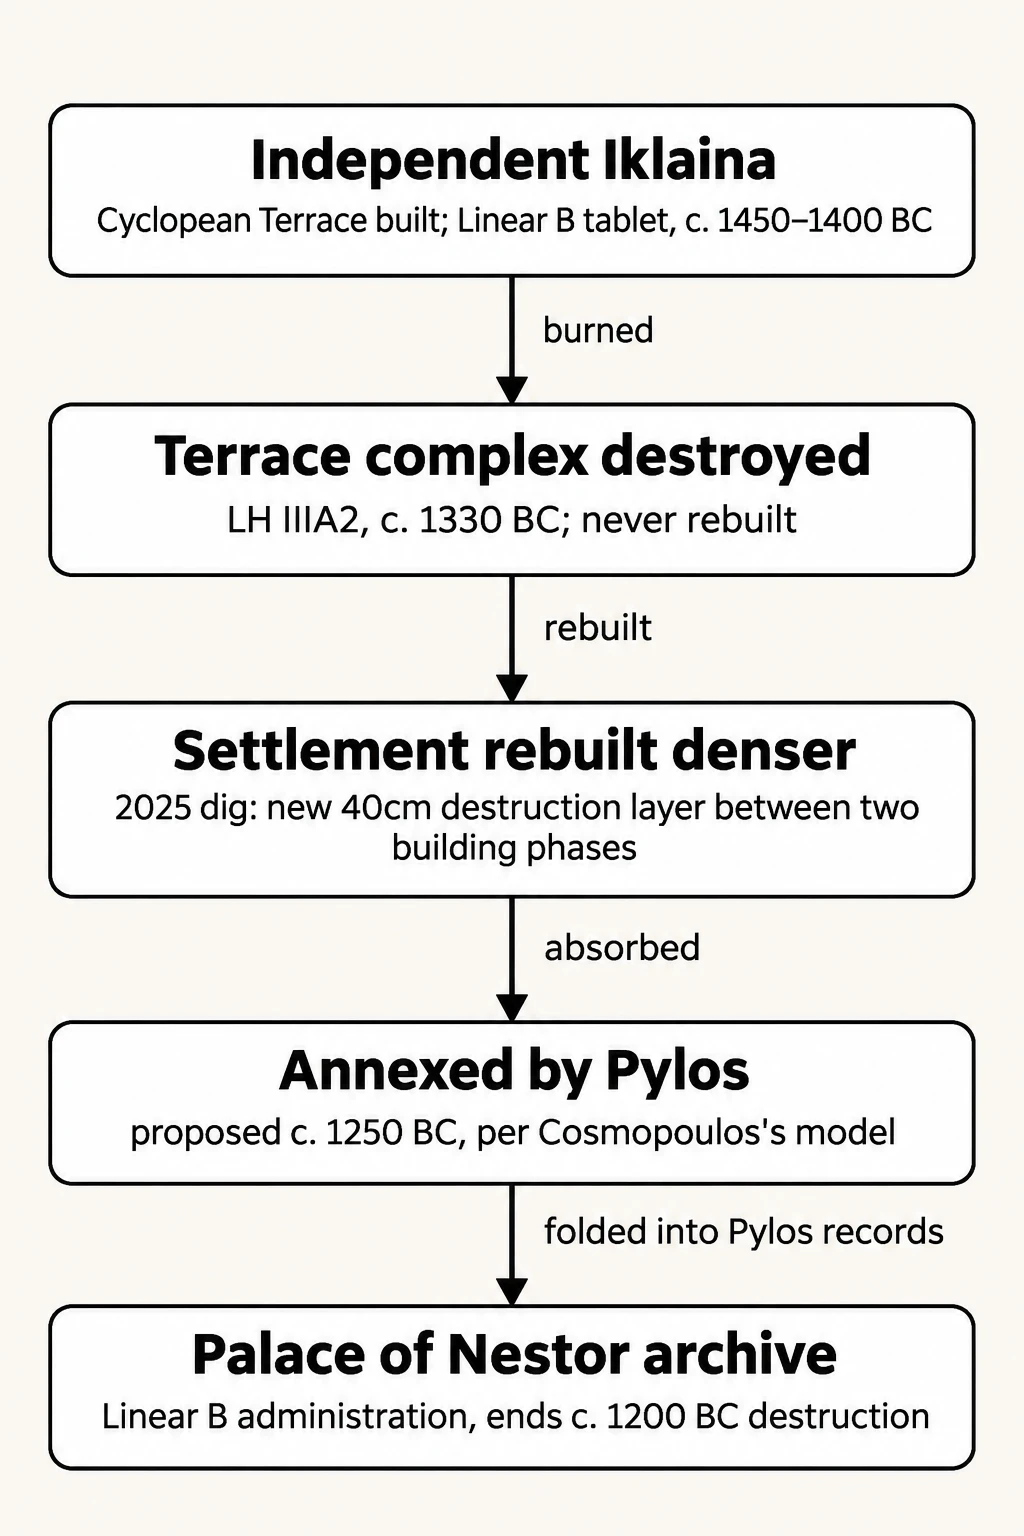 Independent Iklaina
Cyclopean Terrace built; Linear B tablet, c. 1450–1400 BC
burned
Terrace complex destroyed
LH IIIA2, c. 1330 BC; never rebuilt
rebuilt
Settlement rebuilt denser
2025 dig: new 40cm destruction layer between two
building phases
absorbed
Annexed by Pylos
proposed c. 1250 BC, per Cosmopoulos's model
folded into Pylos records
Palace of Nestor archive
Linear B administration, ends c. 1200 BC destruction